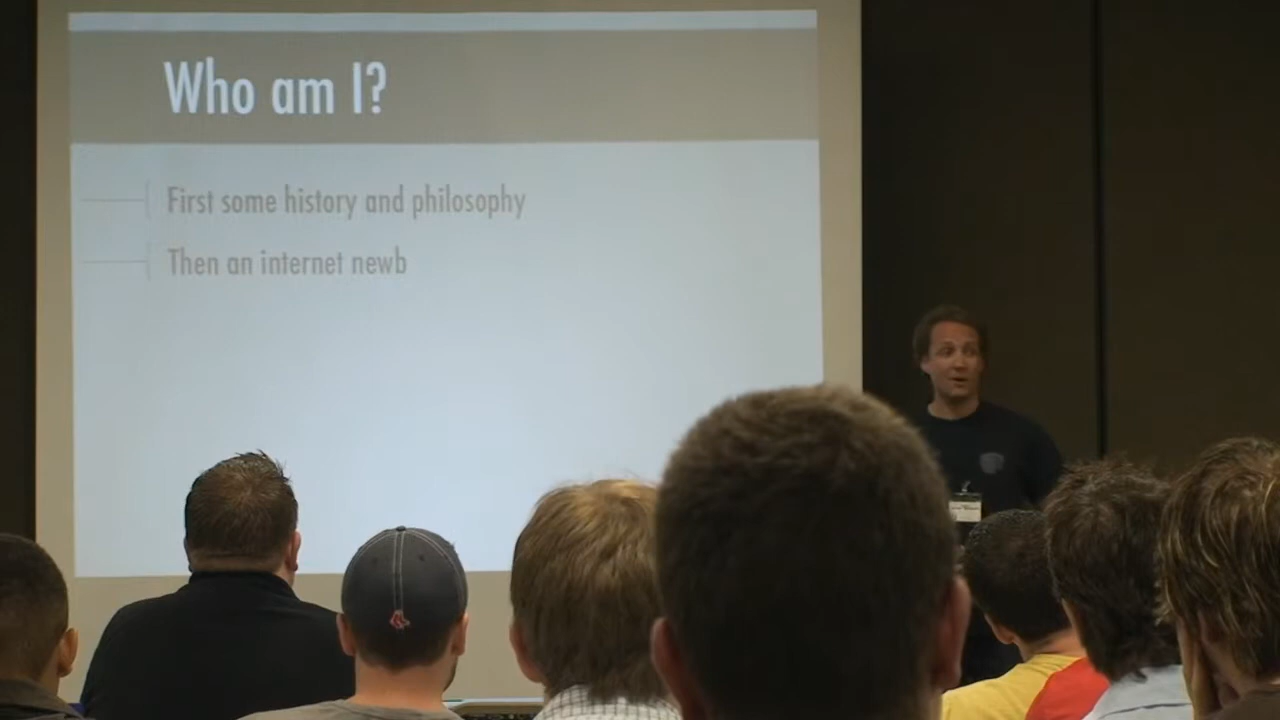 Who am I?
First some history and philosophy
Then an internet newb